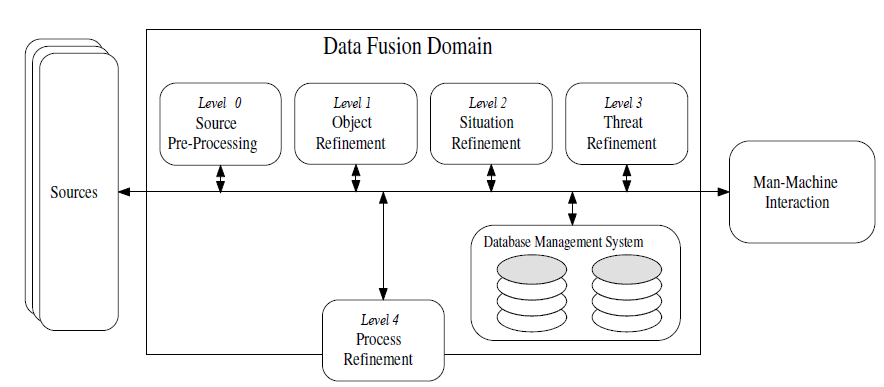 Data Fusion Domain
Level 0
Source
Pre-Processing
Level 1
Object
Refinement
Level 2
Situation
Refinement
Level 3
Threat
Refinement
Sources
Man-Machine
Interaction
Database Management System
Level 4
Process
Refinement